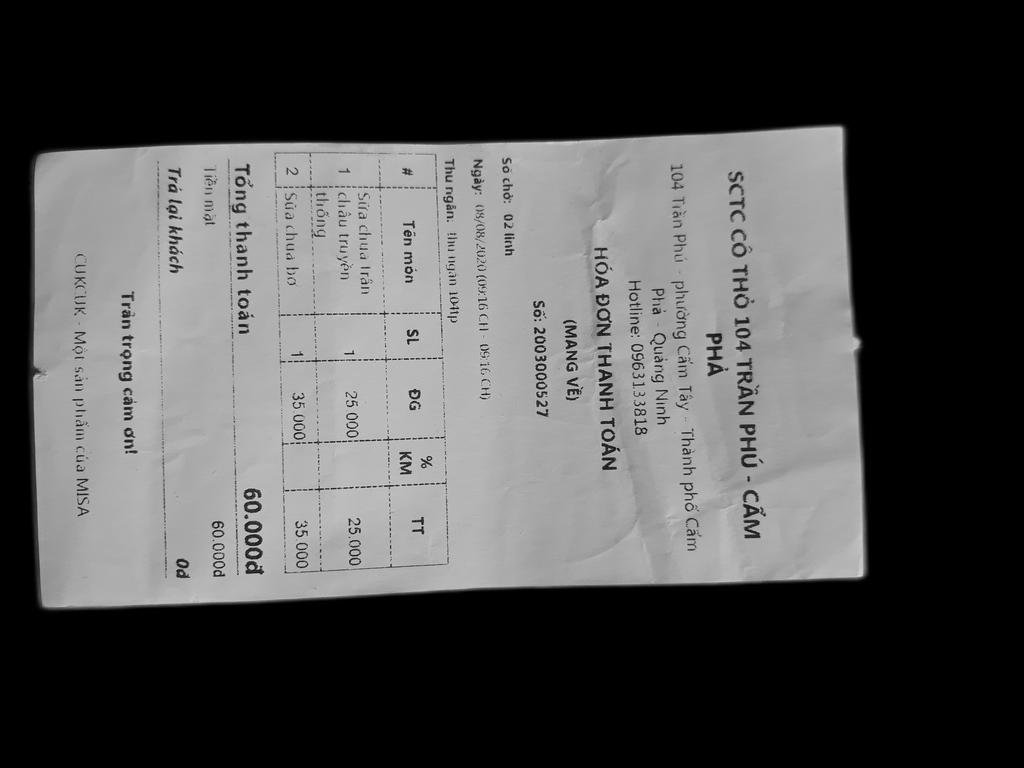 SCTC CÔ THỎ 104 TRẦN PHÚ - CẨM
PHẢ
104 Trần Phú - phường Cẩm Tây - Thành phố Cẩm
Phả - Quảng Ninh
Hotline: 0963133818
HÓA ĐƠN THANH TOÁN
(MANG VỀ)
Số: 2003000527
Số chờ: 02 linh
Ngày: 08/08/2020 (09:16 CH - 09:16 CH)
Thu ngân: thu ngan 104tp
# Tên món SL ĐG % KM TT
Sữa chua trân
1 châu truyền 1 25.000 25.000
thống
2 Sữa chua bơ 1 35.000 35.000
Tổng thanh toán 60.000đ
Tiền mặt 60.000đ
Trả lại khách 0đ
Trân trọng cảm ơn!
CUKCUK - Một sản phẩm của MISA